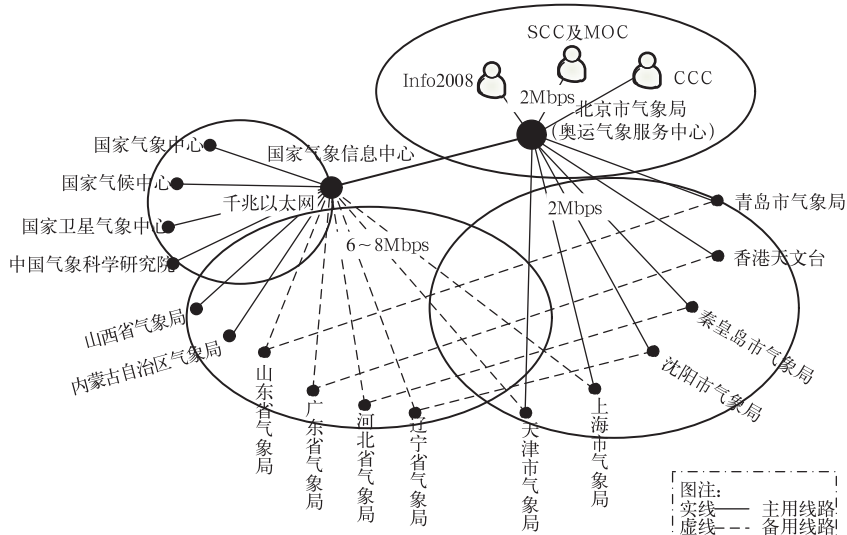 SCC及MOC
Info2008
CCC
2Mbps
北京市气象局
(奥运气象服务中心)
国家气象中心
国家气象信息中心
国家气候中心
千兆以太网
国家卫星气象中心
中国气象科学研究院
6~8Mbps
2Mbps
青岛市气象局
香港天文台
秦皇岛市气象局
沈阳市气象局
山西省气象局
内蒙古自治区气象局
山东省气象局
广东省气象局
河北省气象局
辽宁省气象局
天津市气象局
上海市气象局
图注:
实线 主用线路
虚线 备用线路